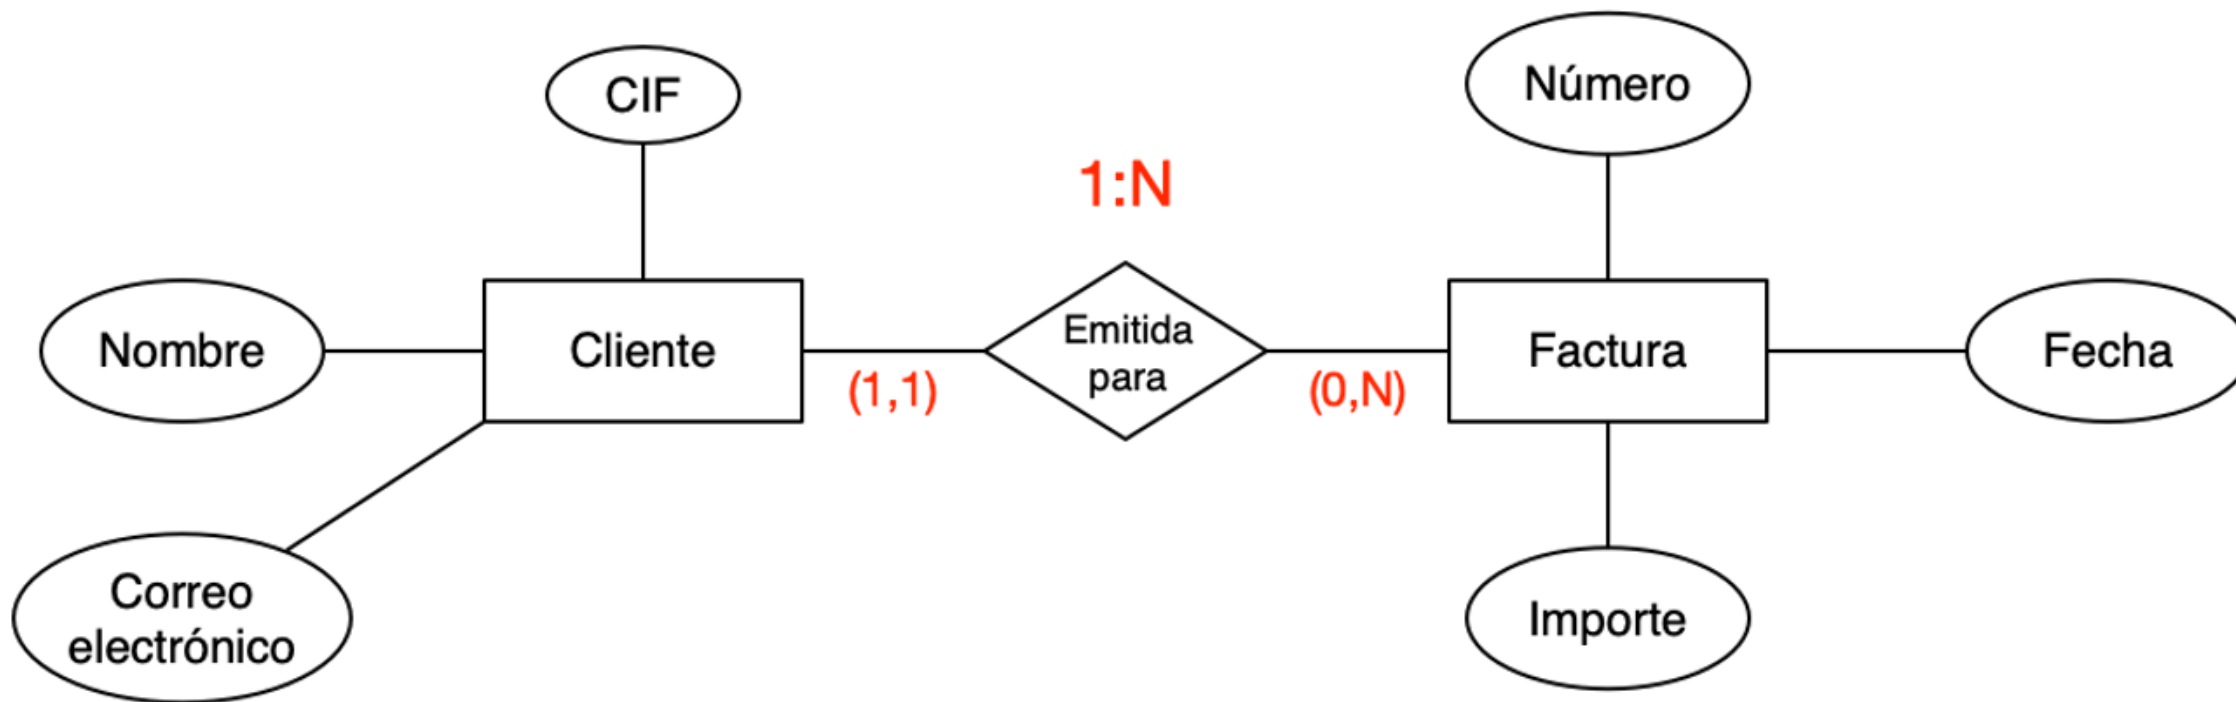 Número
CIF
1:N
Emitida
para
Nombre
Cliente
Factura
Fecha
(1,1)
(0,N)
Correo
electrónico
Importe